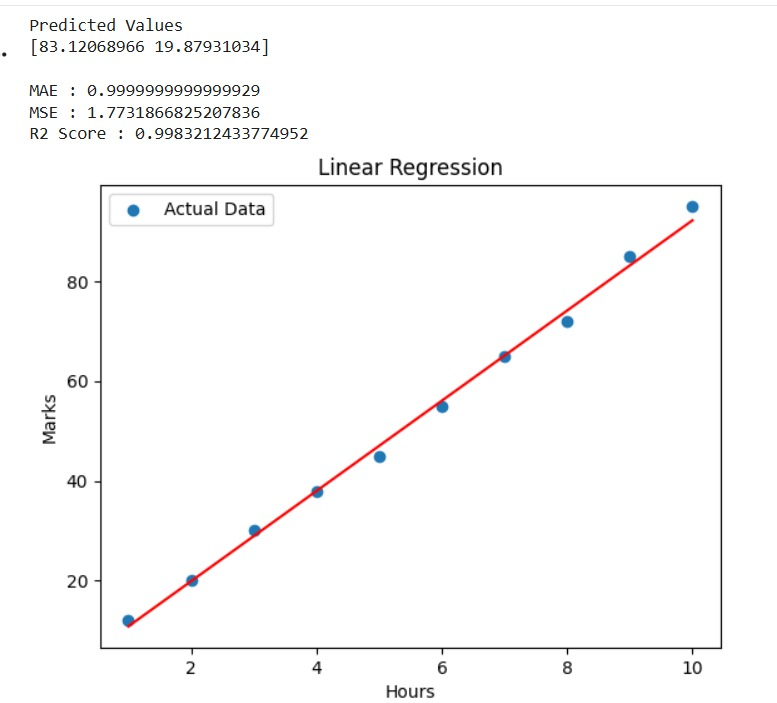 Predicted Values
[83.12068966 19.87931034]
MAE : 0.9999999999999929
MSE : 1.7731866825207836
R2 Score : 0.9983212433774952
Linear Regression
Actual Data
80
60
40
20
Marks
2 4 6 8 10
Hours